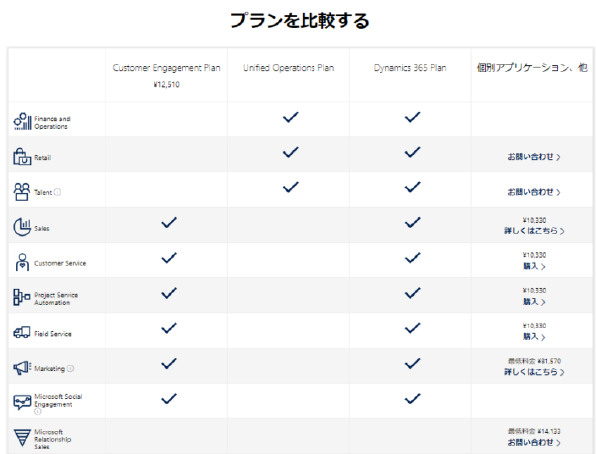 プランを比較する
Customer Engagement Plan
¥12,510
Unified Operations Plan
Dynamics 365 Plan
個別アプリケーション、他
Finance and
Operations
Retail
お問い合わせ >
Talent
お問い合わせ >
Sales
¥10,330
詳しくはこちら >
Customer Service
¥10,330
購入 >
Project Service
Automation
¥10,330
購入 >
Field Service
¥10,330
購入 >
Marketing
最低料金 ¥81,570
詳しくはこちら >
Microsoft Social
Engagement
Microsoft
Relationship
Sales
最低料金 ¥14,133
お問い合わせ >